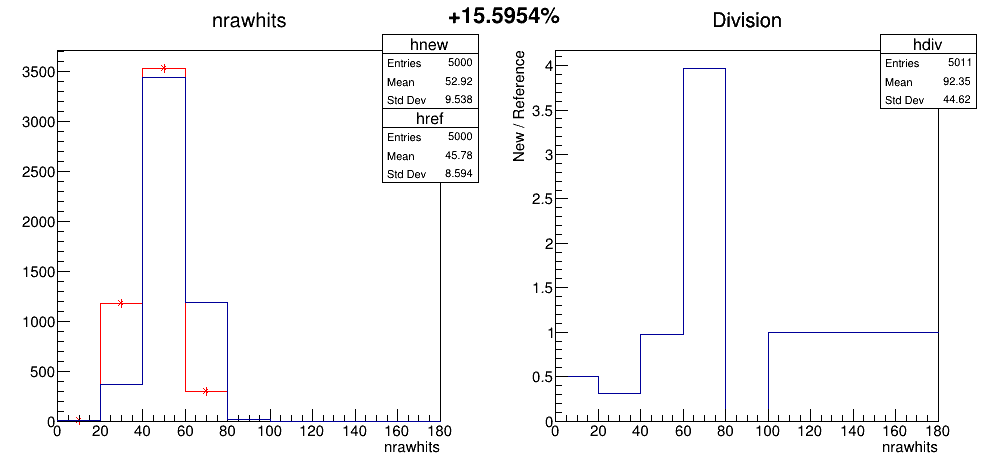 +15.5954%
nrawhits
hnew
Entries 5000
Mean 52.92
Std Dev 9.538
href
Entries 5000
Mean 45.78
Std Dev 8.594
3500
3000
2500
2000
1500
1000
500
0
0 20 40 60 80 100 120 140 160 180
nrawhits
Division
hdiv
Entries 5011
Mean 92.35
Std Dev 44.62
New / Reference
4
3.5
3
2.5
2
1.5
1
0.5
0
0 20 40 60 80 100 120 140 160 180
nrawhits